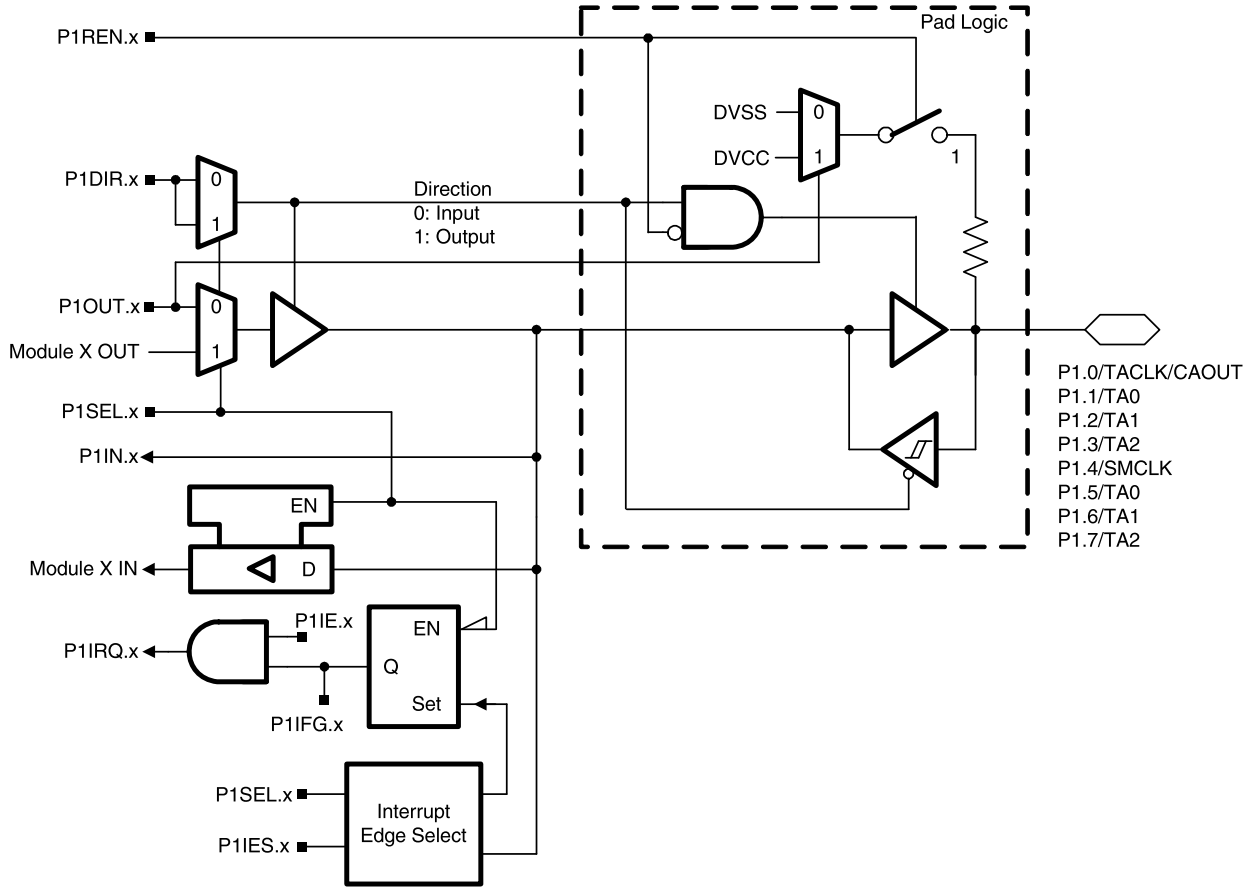 Pad Logic
P1REN.x
DVSS
0
DVCC
1
1
P1DIR.x
0
1
Direction
0: Input
1: Output
P1OUT.x
0
Module X OUT
1
P1SEL.x
P1IN.x
EN
Module X IN
D
P1.0/TACLK/CAOUT
P1.1/TA0
P1.2/TA1
P1.3/TA2
P1.4/SMCLK
P1.5/TA0
P1.6/TA1
P1.7/TA2
P1IE.x
P1IRQ.x
EN
Q
Set
P1IFG.x
P1SEL.x
Interrupt
Edge Select
P1IES.x